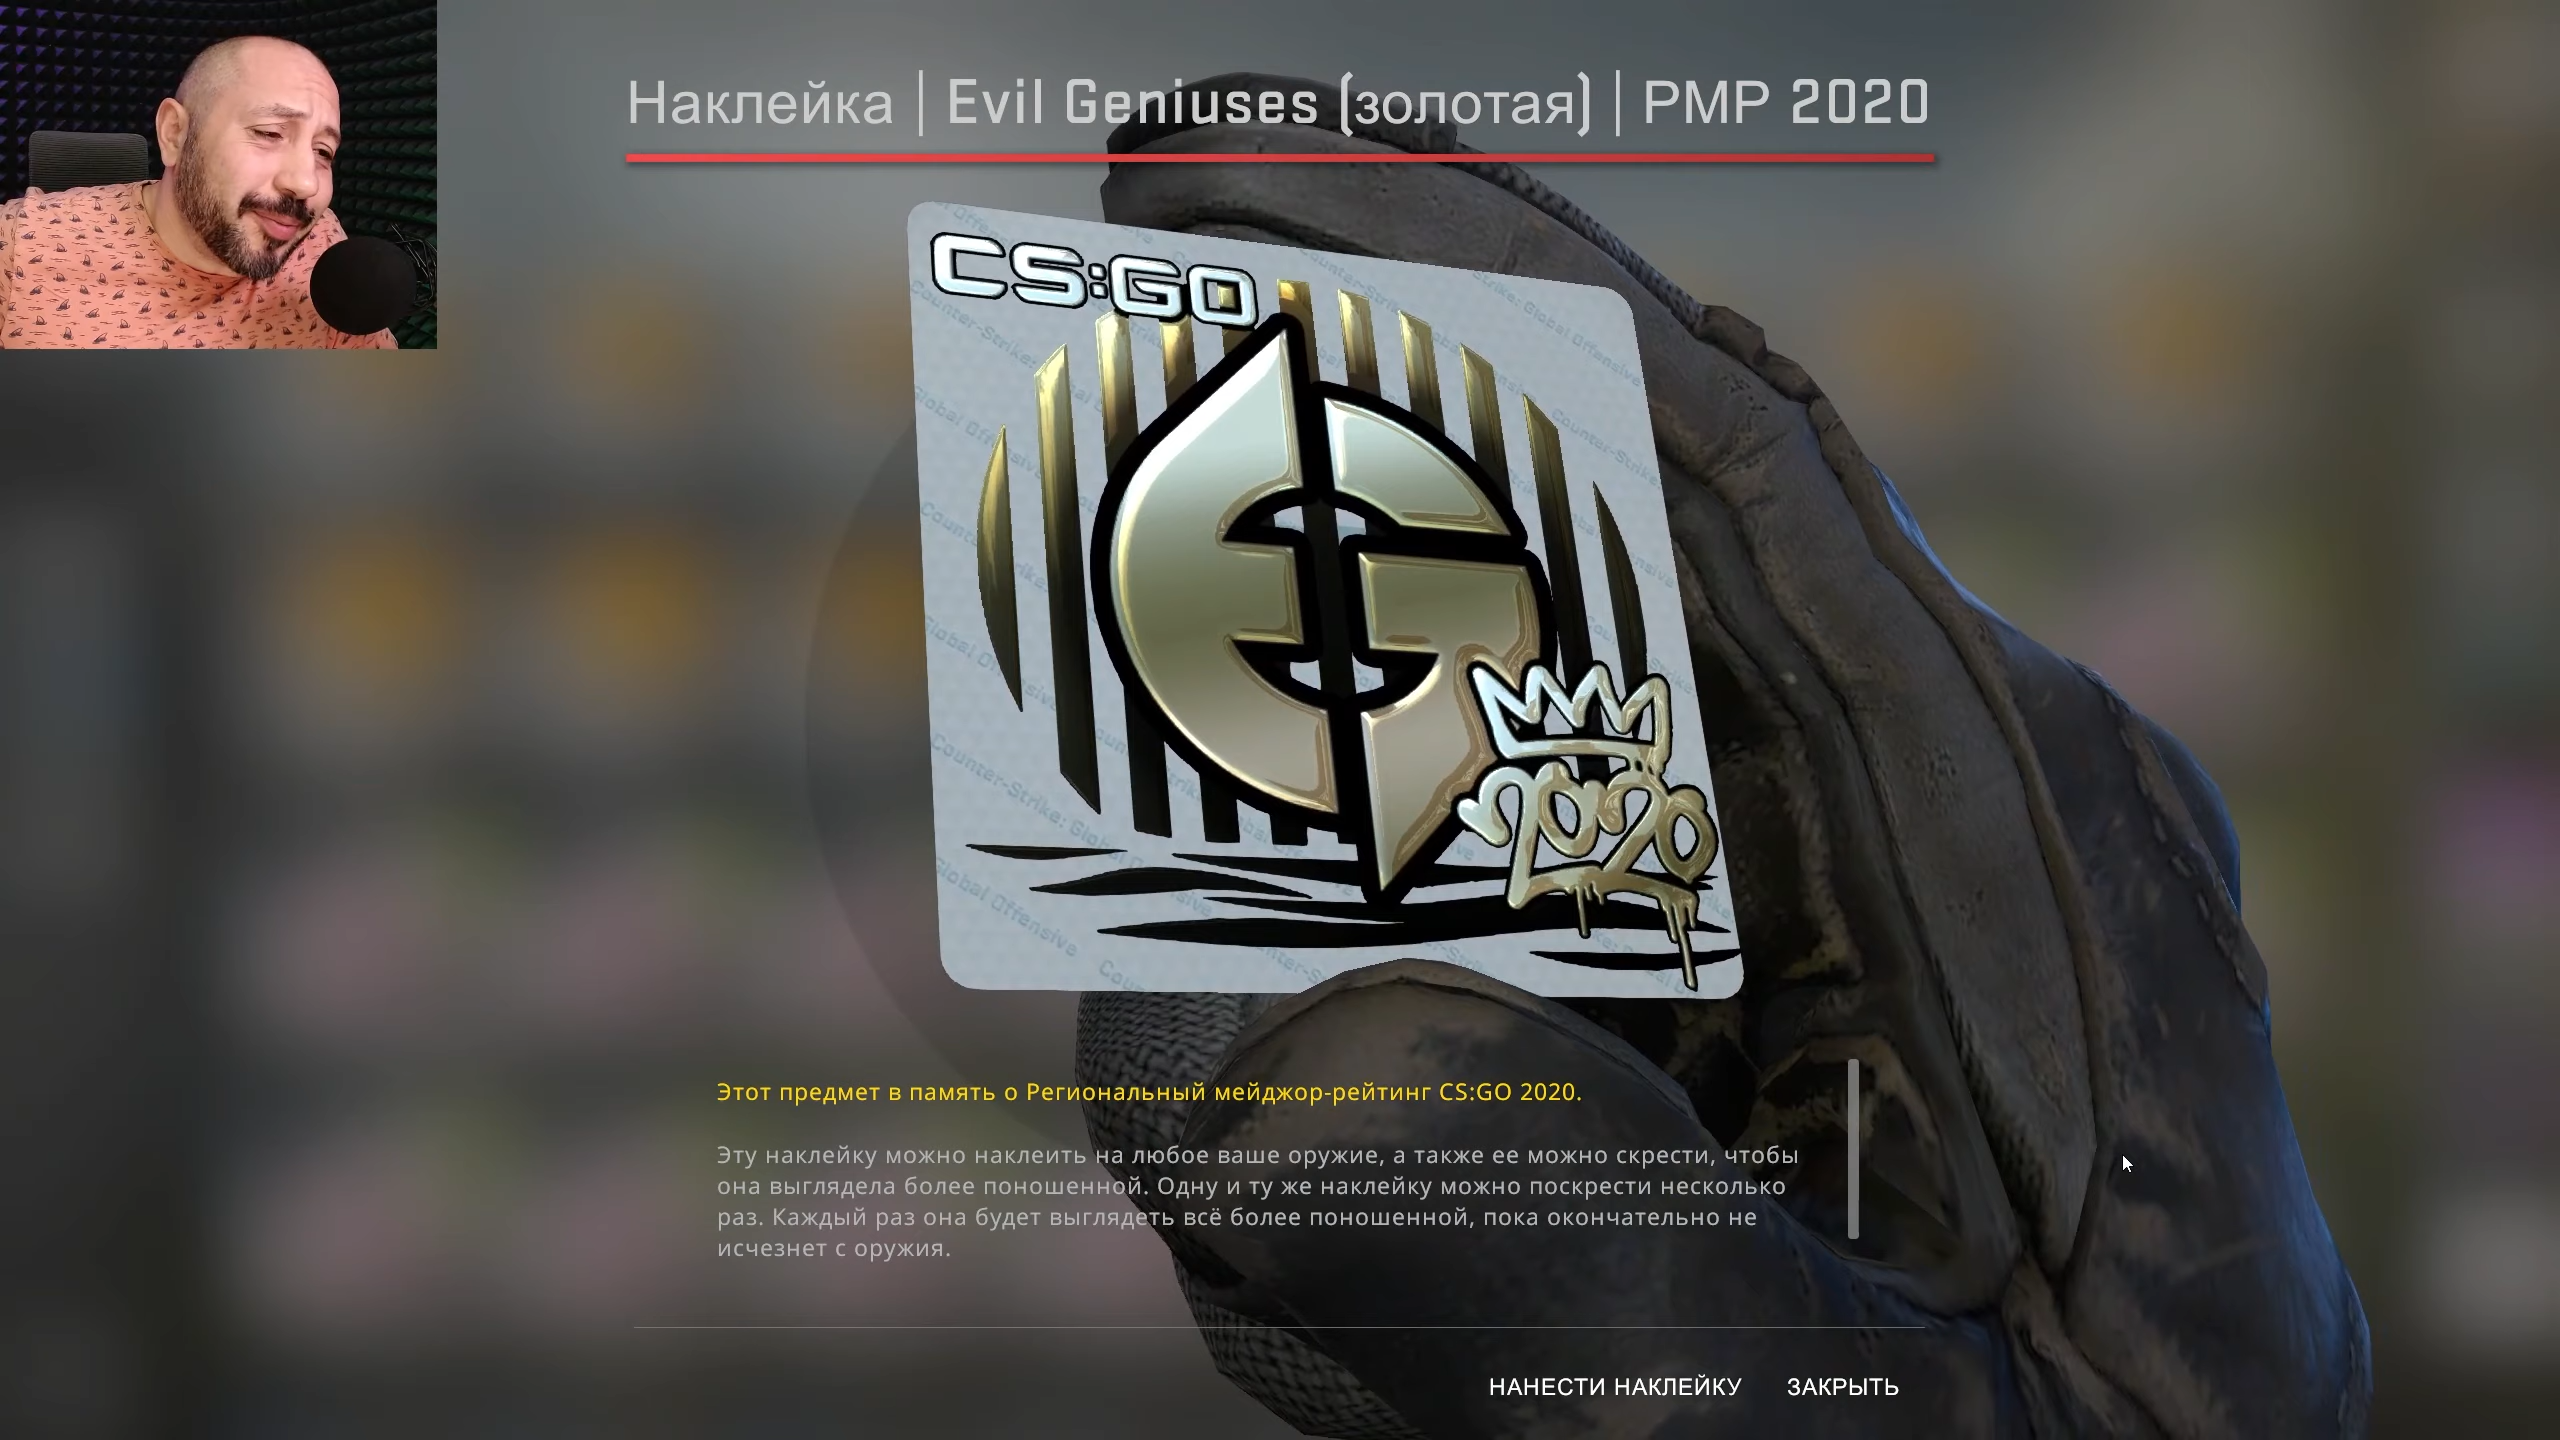 Наклейка | Evil Geniuses (золотая) | РМР 2020
CS:GO
2020
Этот предмет в память о Региональный мейджор-рейтинг CS:GO 2020.
Эту наклейку можно наклеить на любое ваше оружие, а также ее можно скрести, чтобы
она выглядела более поношенной. Одну и ту же наклейку можно поскрести несколько
раз. Каждый раз она будет выглядеть всё более поношенной, пока окончательно не
исчезнет с оружия.
НАНЕСТИ НАКЛЕЙКУ ЗАКРЫТЬ